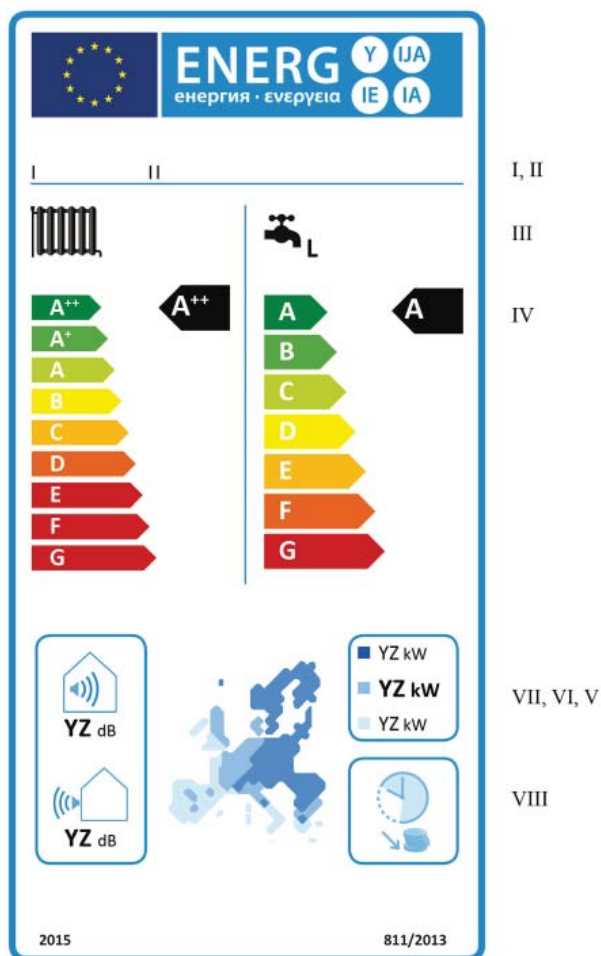 ENERG Y IJA
енергия · ενεργεια IE IA
I II
I, II
L
III
A++ A++ A A
IV
A+ B
A C
B D
C E
D F
E G
F
G
YZ dB
YZ dB
YZ kW
YZ kW
YZ kW
VII, VI, V
VIII
2015 811/2013